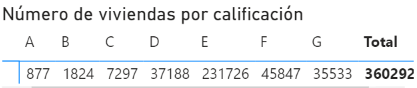 Número de viviendas por calificación
A B C D E F G Total
877 1824 7297 37188 231726 45847 35533 360292